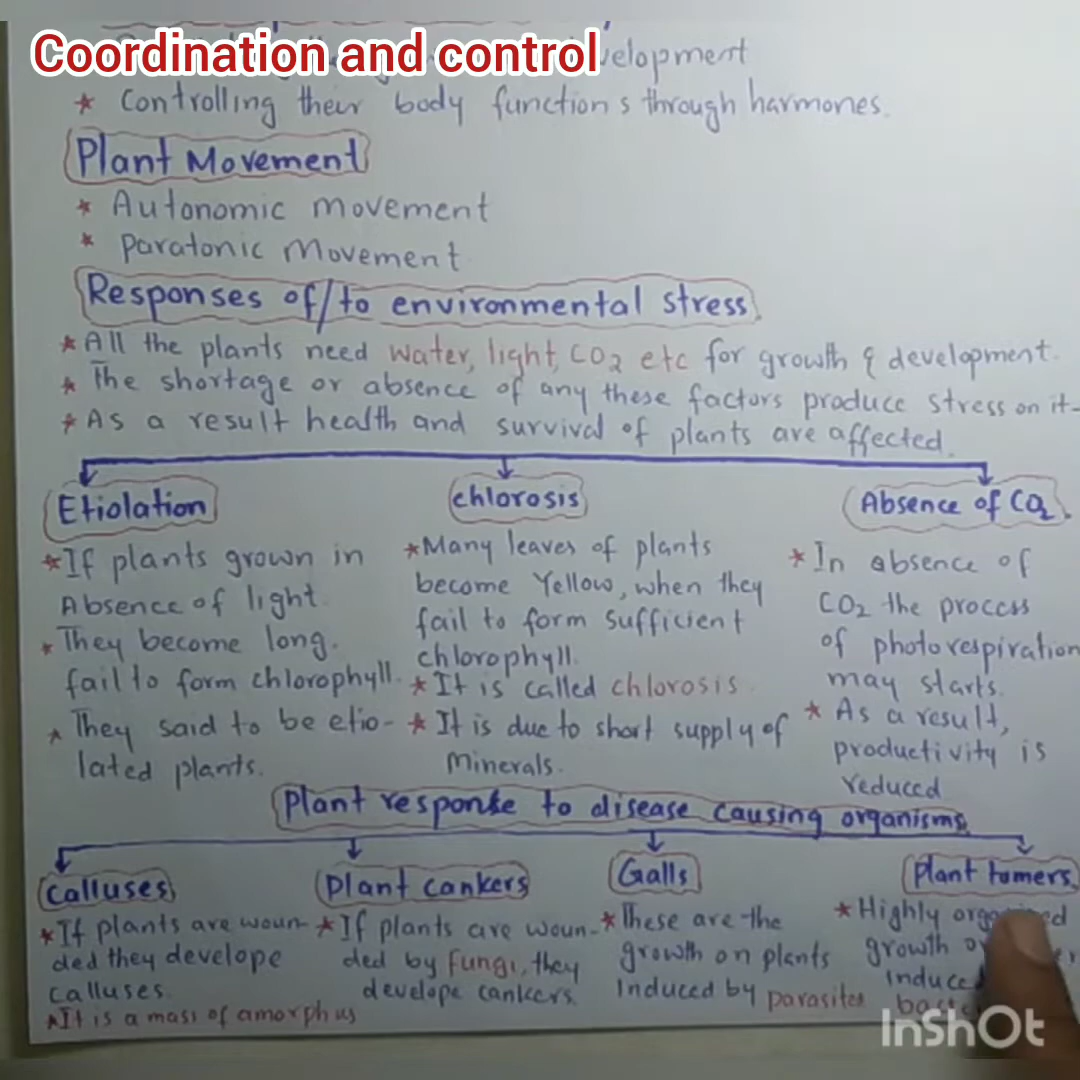 Coordination and control
velopment
* Controlling their body functions through harmones.
Plant Movement
* Autonomic movement
* Paratonic Movement
Responses of/to environmental stress.
* All the plants need water, light, CO2 etc for growth & development.
* The shortage or absence of any these factors produce stress on it-
* As a result health and survival of plants are affected.
Etiolation
* If plants grown in
Absence of light.
* They become long.
fail to form chlorophyll.
* They said to be etio-
lated plants.
chlorosis
* Many leaves of plants
become Yellow, when they
fail to form sufficient
chlorophyll.
* It is called chlorosis.
* It is due to short supply of
Minerals.
Absence of CO2.
* In absence of
CO2 the process
of photorespiration
may starts.
* As a result,
productivity is
reduced
Plant response to disease causing organisms.
Calluses
* If plants are woun-
ded they develope
calluses.
* It is a mass of amorphus
Plant cankers
* If plants are woun-
ded by fungi, they
develope cankers.
Galls
* These are the
growth on plants
Induced by parasites
Plant tumers.
* Highly
growth
Induced
InShOt